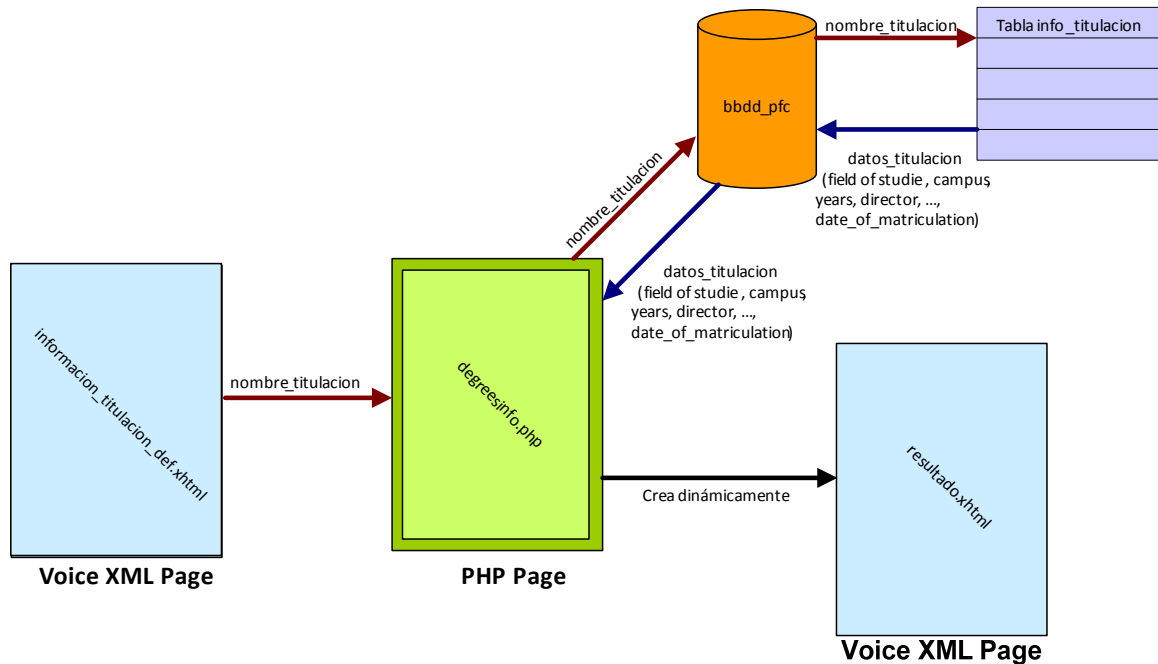 nombre_titulacion
Tabla info_titulacion
bbdd_pfc
datos_titulacion
(field of studie , campus,
years, director, ...,
date_of_matriculation)
nombre_titulacion
datos_titulacion
(field of studie , campus,
years, director, ...,
date_of_matriculation)
informacion_titulacion_def.xhtml
nombre_titulacion
degreesinfo.php
Crea dinámicamente
resultado.xhtml
Voice XML Page
PHP Page
Voice XML Page